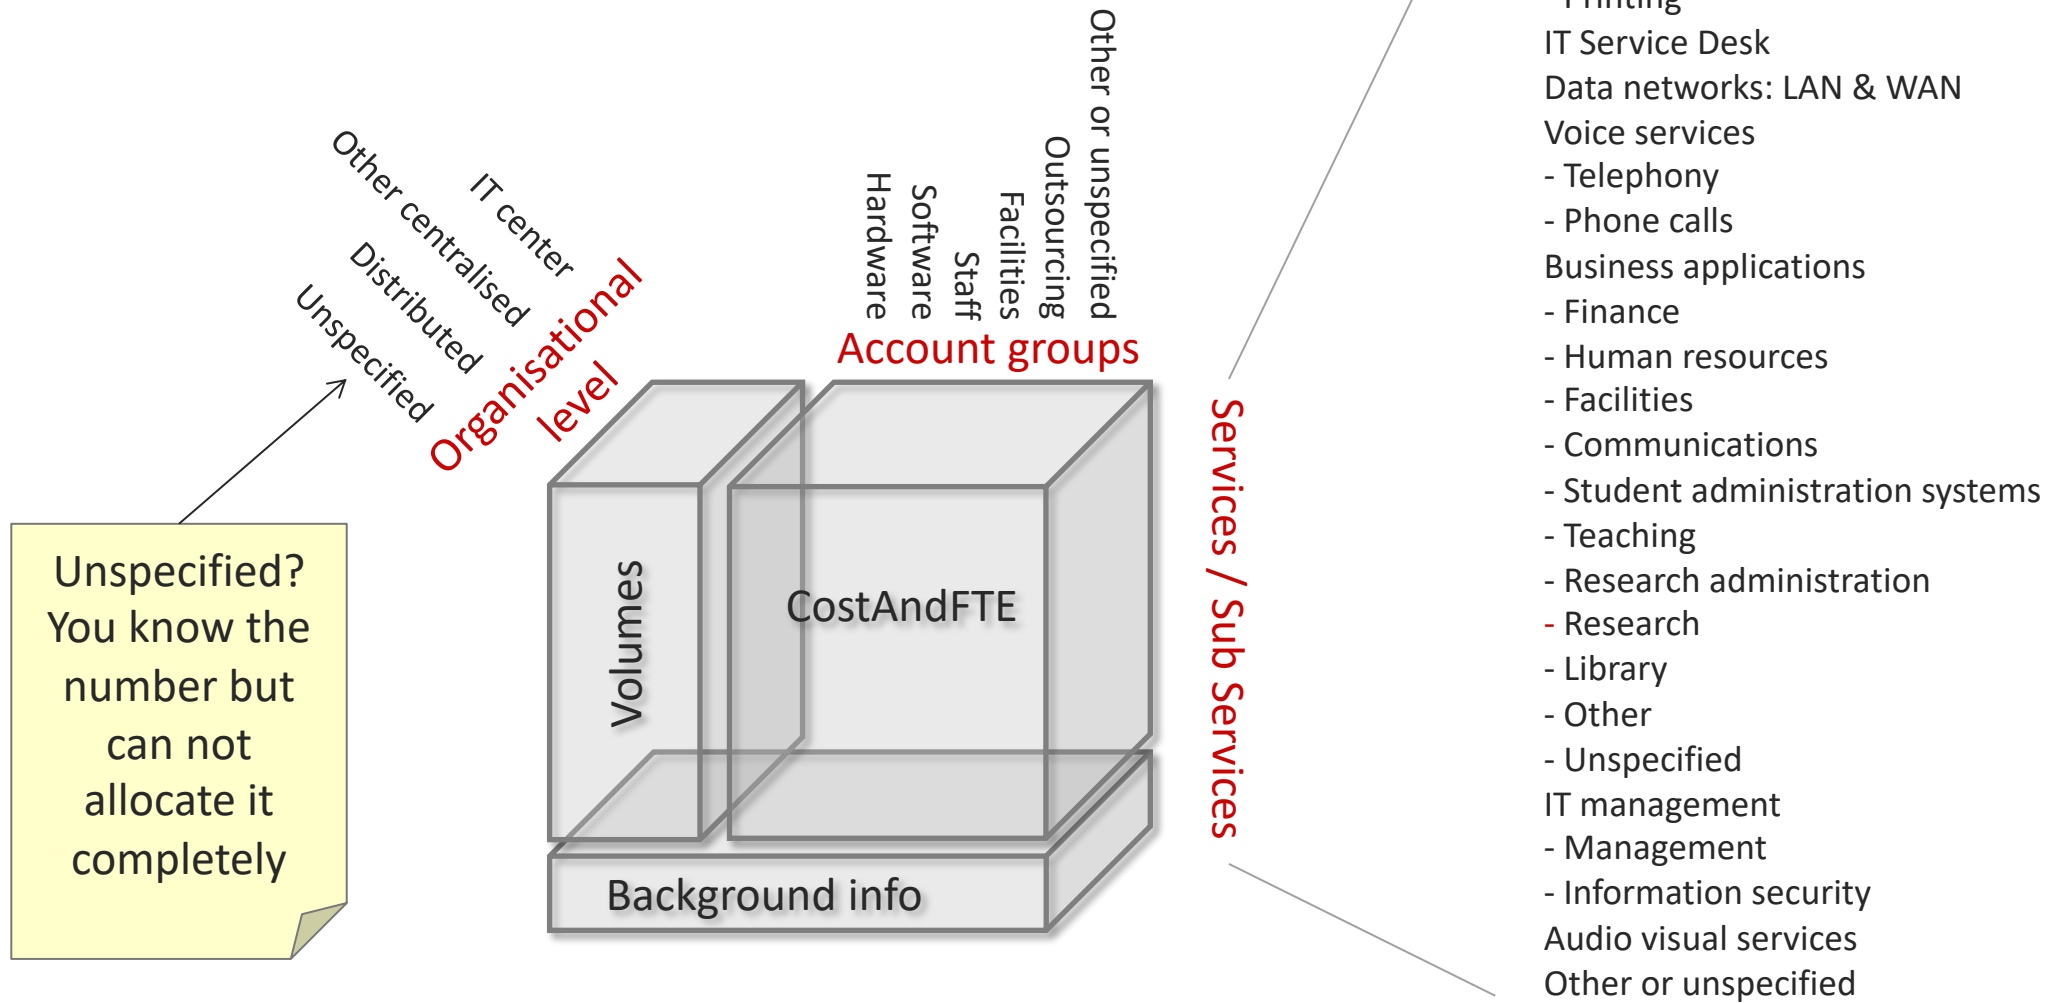 Other centralised
IT center
Distributed
Unspecified
Organisational
level
Hardware
Software
Staff
Facilities
Outsourcing
Other or unspecified
Account groups
Unspecified?
You know the
number but
can not
allocate it
completely
Volumes
CostAndFTE
Background info
Services / Sub Services
- Printing
IT Service Desk
Data networks: LAN & WAN
Voice services
- Telephony
- Phone calls
Business applications
- Finance
- Human resources
- Facilities
- Communications
- Student administration systems
- Teaching
- Research administration
- Research
- Library
- Other
- Unspecified
IT management
- Management
- Information security
Audio visual services
Other or unspecified